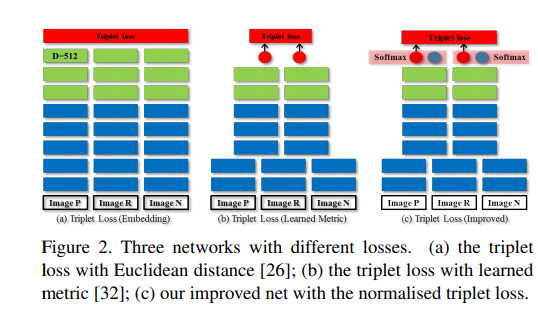 Triplet loss
D=512
Image P Image R Image N
(a) Triplet Loss (Embedding)
Triplet loss
Image P Image R Image N
(b) Triplet Loss (Learned Metric)
Triplet loss
Softmax Softmax
Image P Image R Image N
(c) Triplet Loss (Improved)
Figure 2. Three networks with different losses. (a) the triplet
loss with Euclidean distance [26]; (b) the triplet loss with learned
metric [32]; (c) our improved net with the normalised triplet loss.